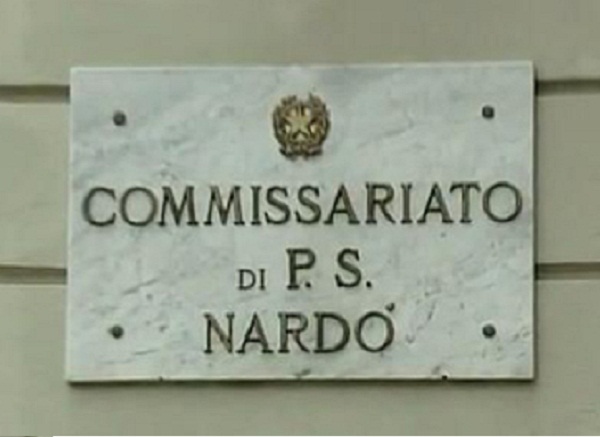 COMMISSARIATO
DI P. S.
NARDO'